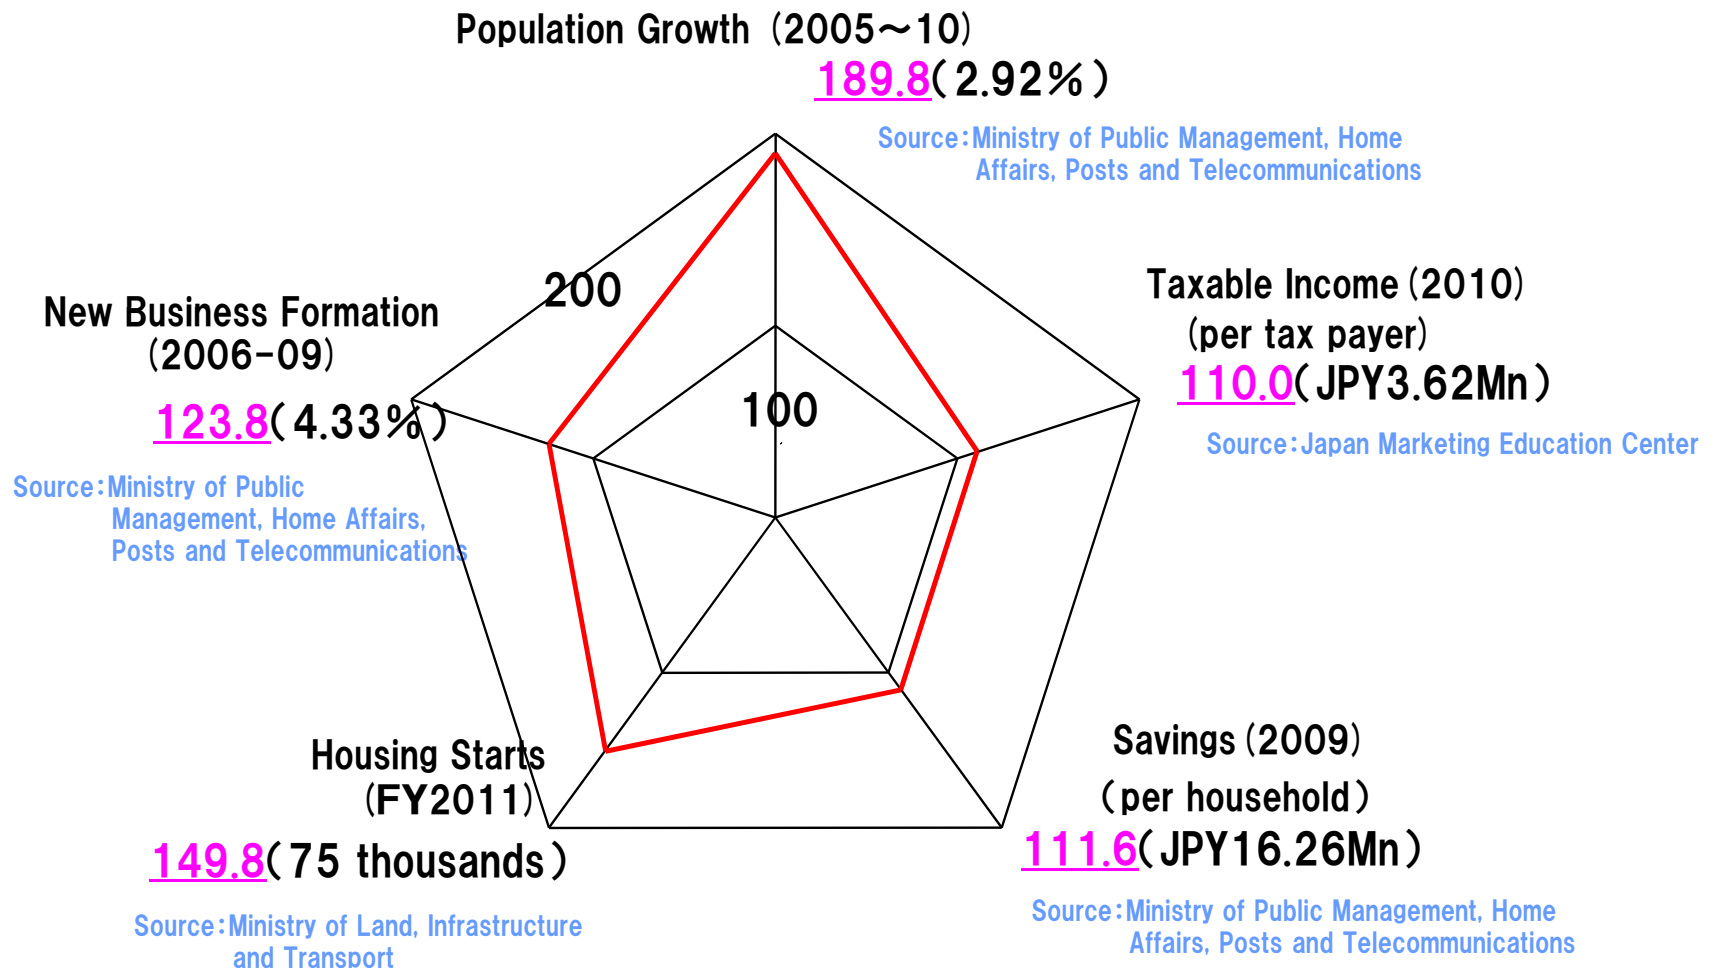 Population Growth (2005～10)
189.8(2.92%)
Source:Ministry of Public Management, Home
Affairs, Posts and Telecommunications
Taxable Income(2010)
(per tax payer)
110.0(JPY3.62Mn)
Source:Japan Marketing Education Center
200
100
New Business Formation
(2006-09)
123.8(4.33%)
Source:Ministry of Public
Management, Home Affairs,
Posts and Telecommunications
Housing Starts
(FY2011)
149.8(75 thousands)
Source:Ministry of Land, Infrastructure
and Transport
Savings(2009)
(per household)
111.6(JPY16.26Mn)
Source:Ministry of Public Management, Home
Affairs, Posts and Telecommunications